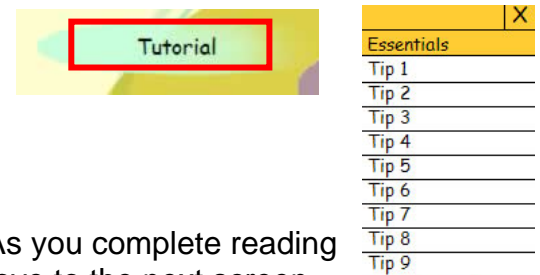 Tutorial
X
Essentials
Tip 1
Tip 2
Tip 3
Tip 4
Tip 5
Tip 6
Tip 7
Tip 8
Tip 9
As you complete reading
to the next screen